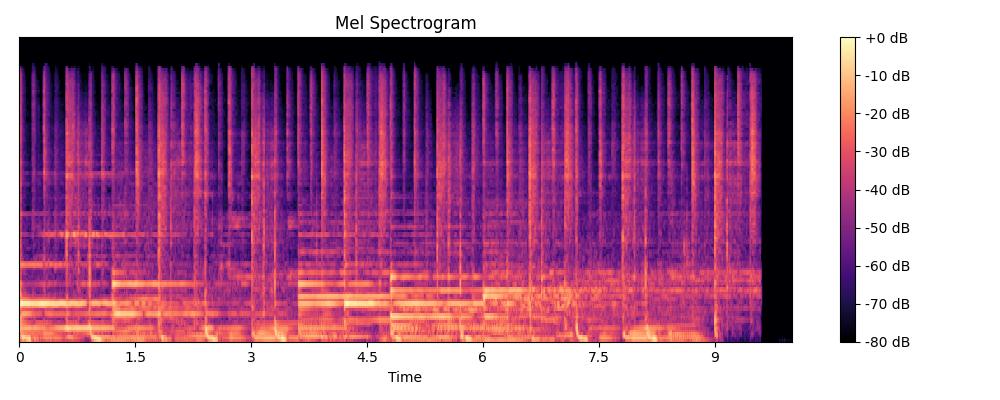 Mel Spectrogram
+0 dB
-10 dB
-20 dB
-30 dB
-40 dB
-50 dB
-60 dB
-70 dB
-80 dB
0
1.5
3
4.5
6
7.5
9
Time